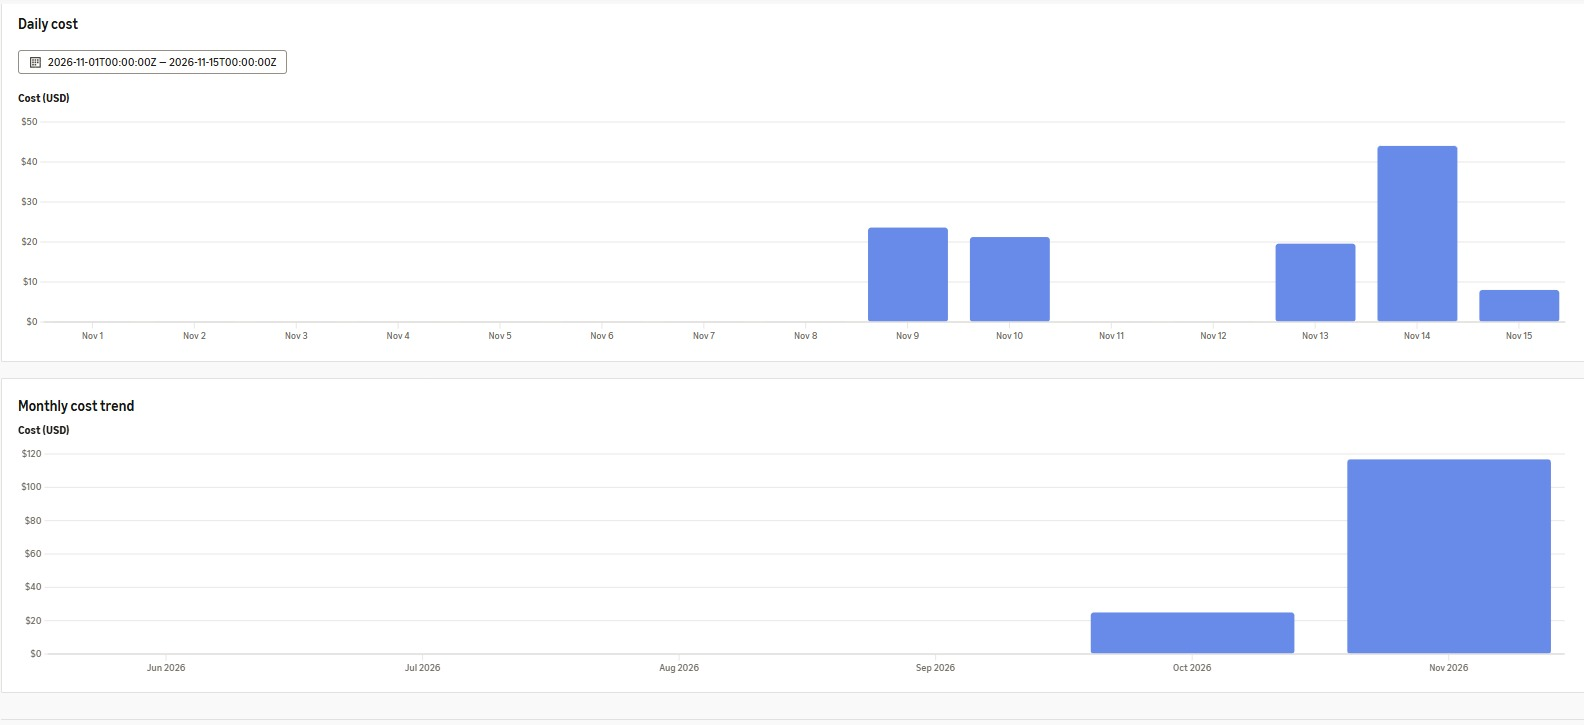 Daily cost
2026-11-01T00:00:00Z — 2026-11-15T00:00:00Z
Cost (USD)
$50
$40
$30
$20
$10
$0
Nov 1 Nov 2 Nov 3 Nov 4 Nov 5 Nov 6 Nov 7 Nov 8 Nov 9 Nov 10 Nov 11 Nov 12 Nov 13 Nov 14 Nov 15
Monthly cost trend
Cost (USD)
$120
$100
$80
$60
$40
$20
$0
Jun 2026 Jul 2026 Aug 2026 Sep 2026 Oct 2026 Nov 2026